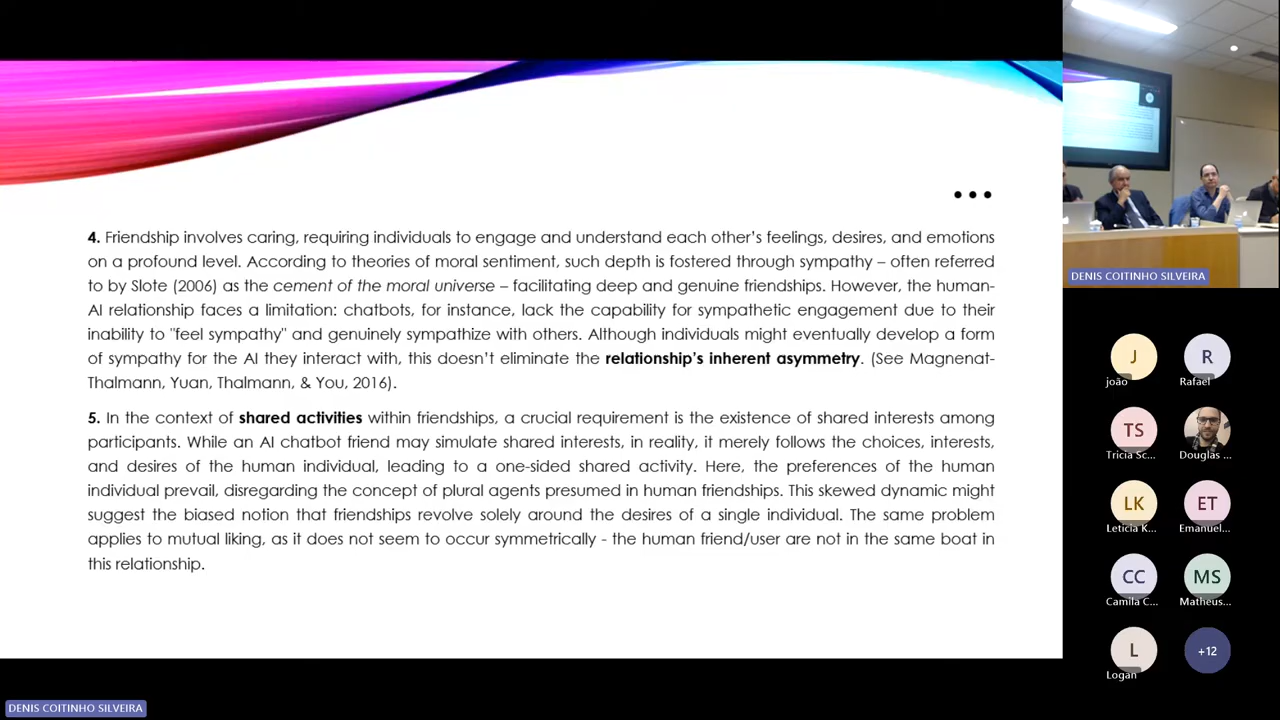 •••
4. Friendship involves caring, requiring individuals to engage and understand each other's feelings, desires, and emotions
on a profound level. According to theories of moral sentiment, such depth is fostered through sympathy – often referred
to by Slote (2006) as the cement of the moral universe – facilitating deep and genuine friendships. However, the human-
AI relationship faces a limitation: chatbots, for instance, lack the capability for sympathetic engagement due to their
inability to "feel sympathy" and genuinely sympathize with others. Although individuals might eventually develop a form
of sympathy for the AI they interact with, this doesn't eliminate the relationship's inherent asymmetry. (See Magnenat-
Thalmann, Yuan, Thalmann, & You, 2016).
5. In the context of shared activities within friendships, a crucial requirement is the existence of shared interests among
participants. While an AI chatbot friend may simulate shared interests, in reality, it merely follows the choices, interests,
and desires of the human individual, leading to a one-sided shared activity. Here, the preferences of the human
individual prevail, disregarding the concept of plural agents presumed in human friendships. This skewed dynamic might
suggest the biased notion that friendships revolve solely around the desires of a single individual. The same problem
applies to mutual liking, as it does not seem to occur symmetrically - the human friend/user are not in the same boat in
this relationship.
DENIS COITINHO SILVEIRA
J
R
joão
Rafael
TS
Tricia Sc...
Douglas ...
LK
ET
Leticia K...
Emanuel...
CC
MS
Camila C...
Matheus...
L
+12
Logan
DENIS COITINHO SILVEIRA